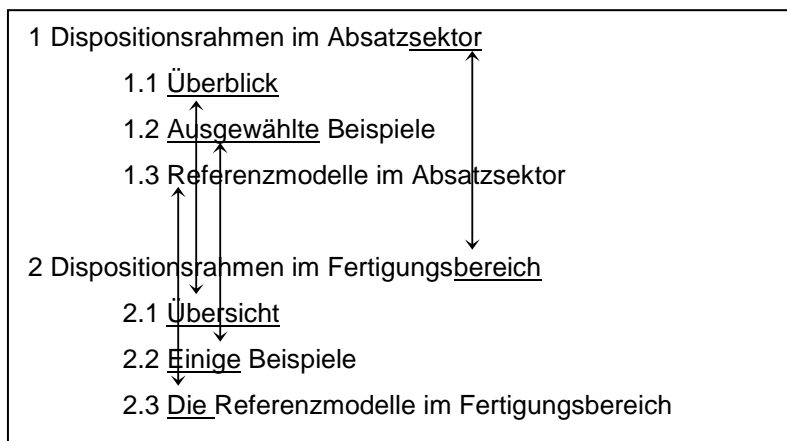 1 Dispositionsrahmen im Absatzsektor
1.1 Überblick
1.2 Ausgewählte Beispiele
1.3 Referenzmodelle im Absatzsektor
2 Dispositionsrahmen im Fertigungsbereich
2.1 Übersicht
2.2 Einige Beispiele
2.3 Die Referenzmodelle im Fertigungsbereich